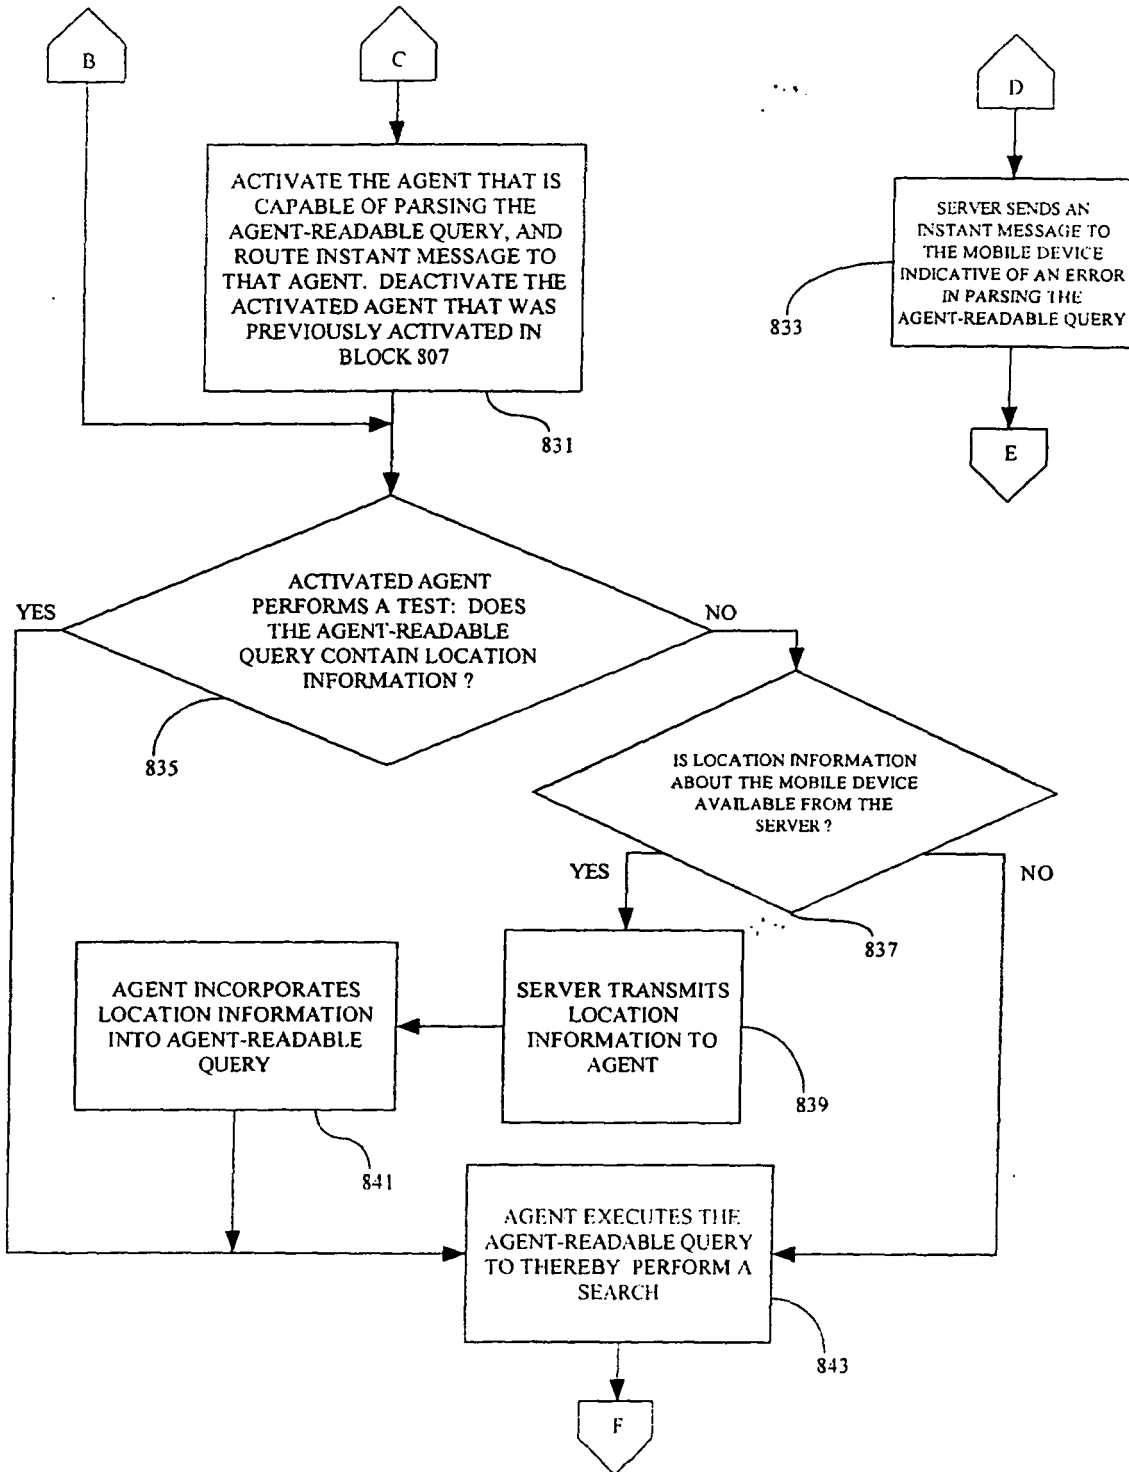 B
C
D
ACTIVATE THE AGENT THAT IS
CAPABLE OF PARSING THE
AGENT-READABLE QUERY, AND
ROUTE INSTANT MESSAGE TO
THAT AGENT. DEACTIVATE THE
ACTIVATED AGENT THAT WAS
PREVIOUSLY ACTIVATED IN
BLOCK 807
831
SERVER SENDS AN
INSTANT MESSAGE TO
THE MOBILE DEVICE
INDICATIVE OF AN ERROR
IN PARSING THE
AGENT-READABLE QUERY
833
E
YES
ACTIVATED AGENT
PERFORMS A TEST: DOES
THE AGENT-READABLE
QUERY CONTAIN LOCATION
INFORMATION ?
NO
835
IS LOCATION INFORMATION
ABOUT THE MOBILE DEVICE
AVAILABLE FROM THE
SERVER ?
YES
NO
837
AGENT INCORPORATES
LOCATION INFORMATION
INTO AGENT-READABLE
QUERY
841
SERVER TRANSMITS
LOCATION
INFORMATION TO
AGENT
839
AGENT EXECUTES THE
AGENT-READABLE QUERY
TO THEREBY PERFORM A
SEARCH
843
F